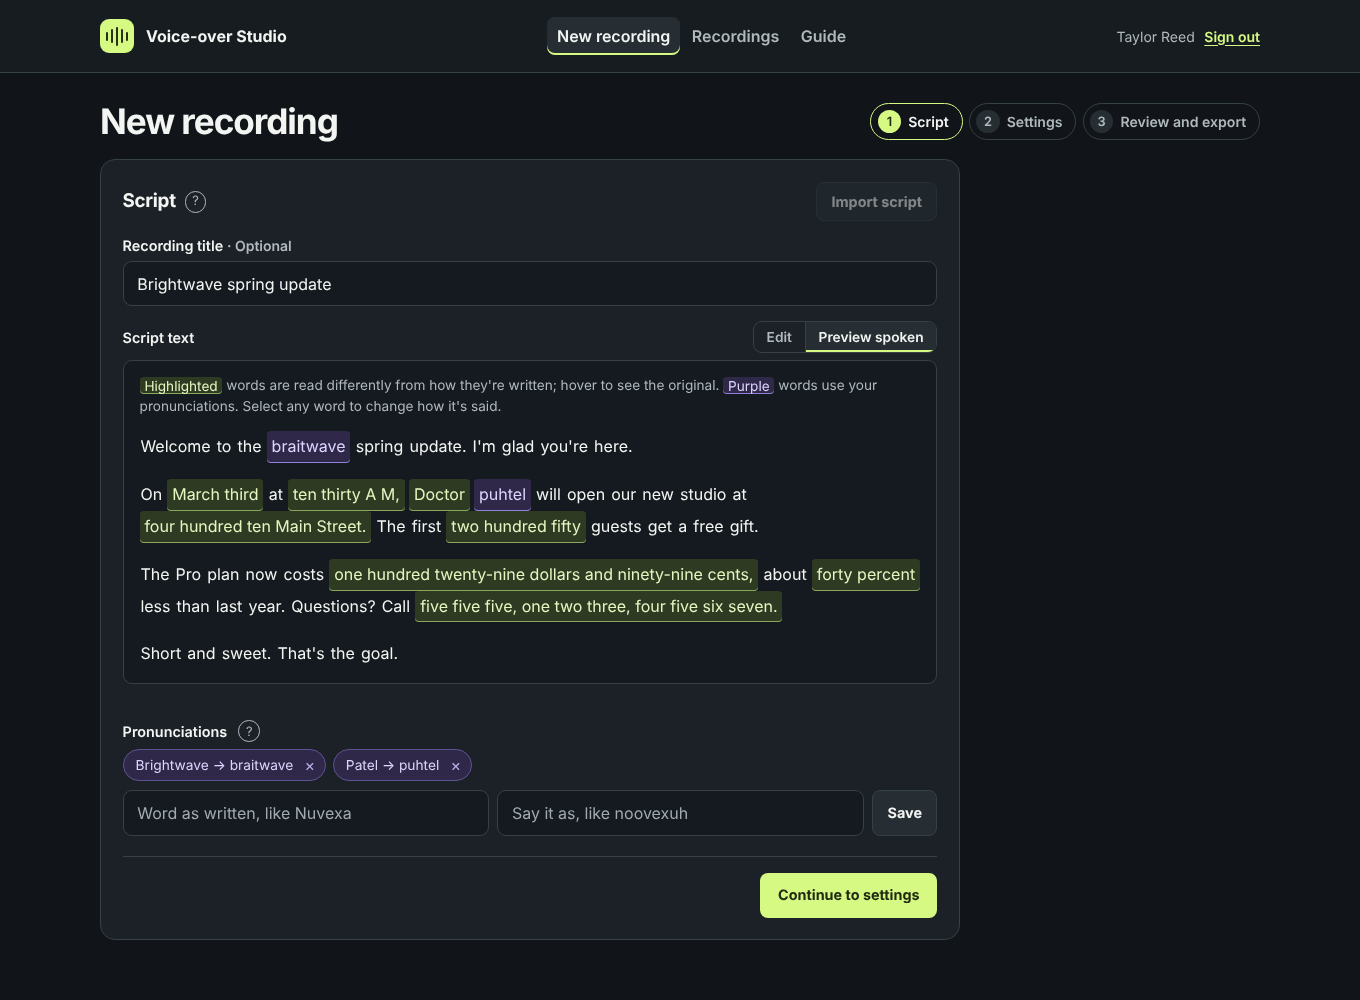 Voice-over Studio
New recording
Recordings
Guide
Taylor Reed
Sign out
New recording
1 Script
2 Settings
3 Review and export
Script ?
Import script
Recording title · Optional
Brightwave spring update
Script text
Edit
Preview spoken
Highlighted words are read differently from how they're written; hover to see the original. Purple words use your
pronunciations. Select any word to change how it's said.
Welcome to the braitwave spring update. I'm glad you're here.
On March third at ten thirty A M, Doctor puhtel will open our new studio at
four hundred ten Main Street. The first two hundred fifty guests get a free gift.
The Pro plan now costs one hundred twenty-nine dollars and ninety-nine cents, about forty percent
less than last year. Questions? Call five five five, one two three, four five six seven.
Short and sweet. That's the goal.
Pronunciations ?
Brightwave → braitwave ×
Patel → puhtel ×
Word as written, like Nuvexa
Say it as, like noovexuh
Save
Continue to settings